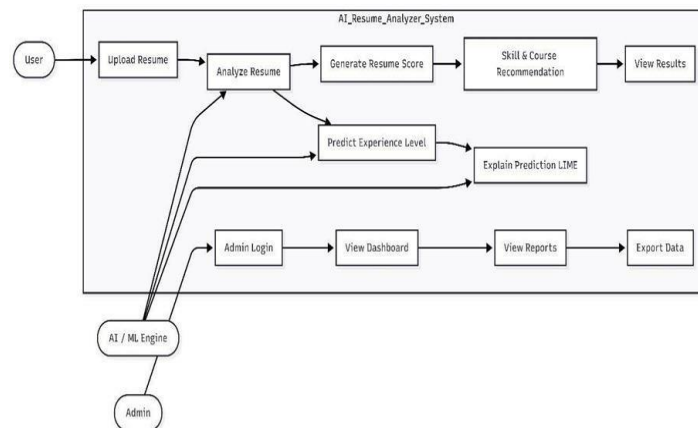 AI_Resume_Analyzer_System
User
Upload Resume
Analyze Resume
Generate Resume Score
Skill & Course
Recommendation
View Results
Predict Experience Level
Explain Prediction LIME
Admin Login
View Dashboard
View Reports
Export Data
AI / ML Engine
Admin